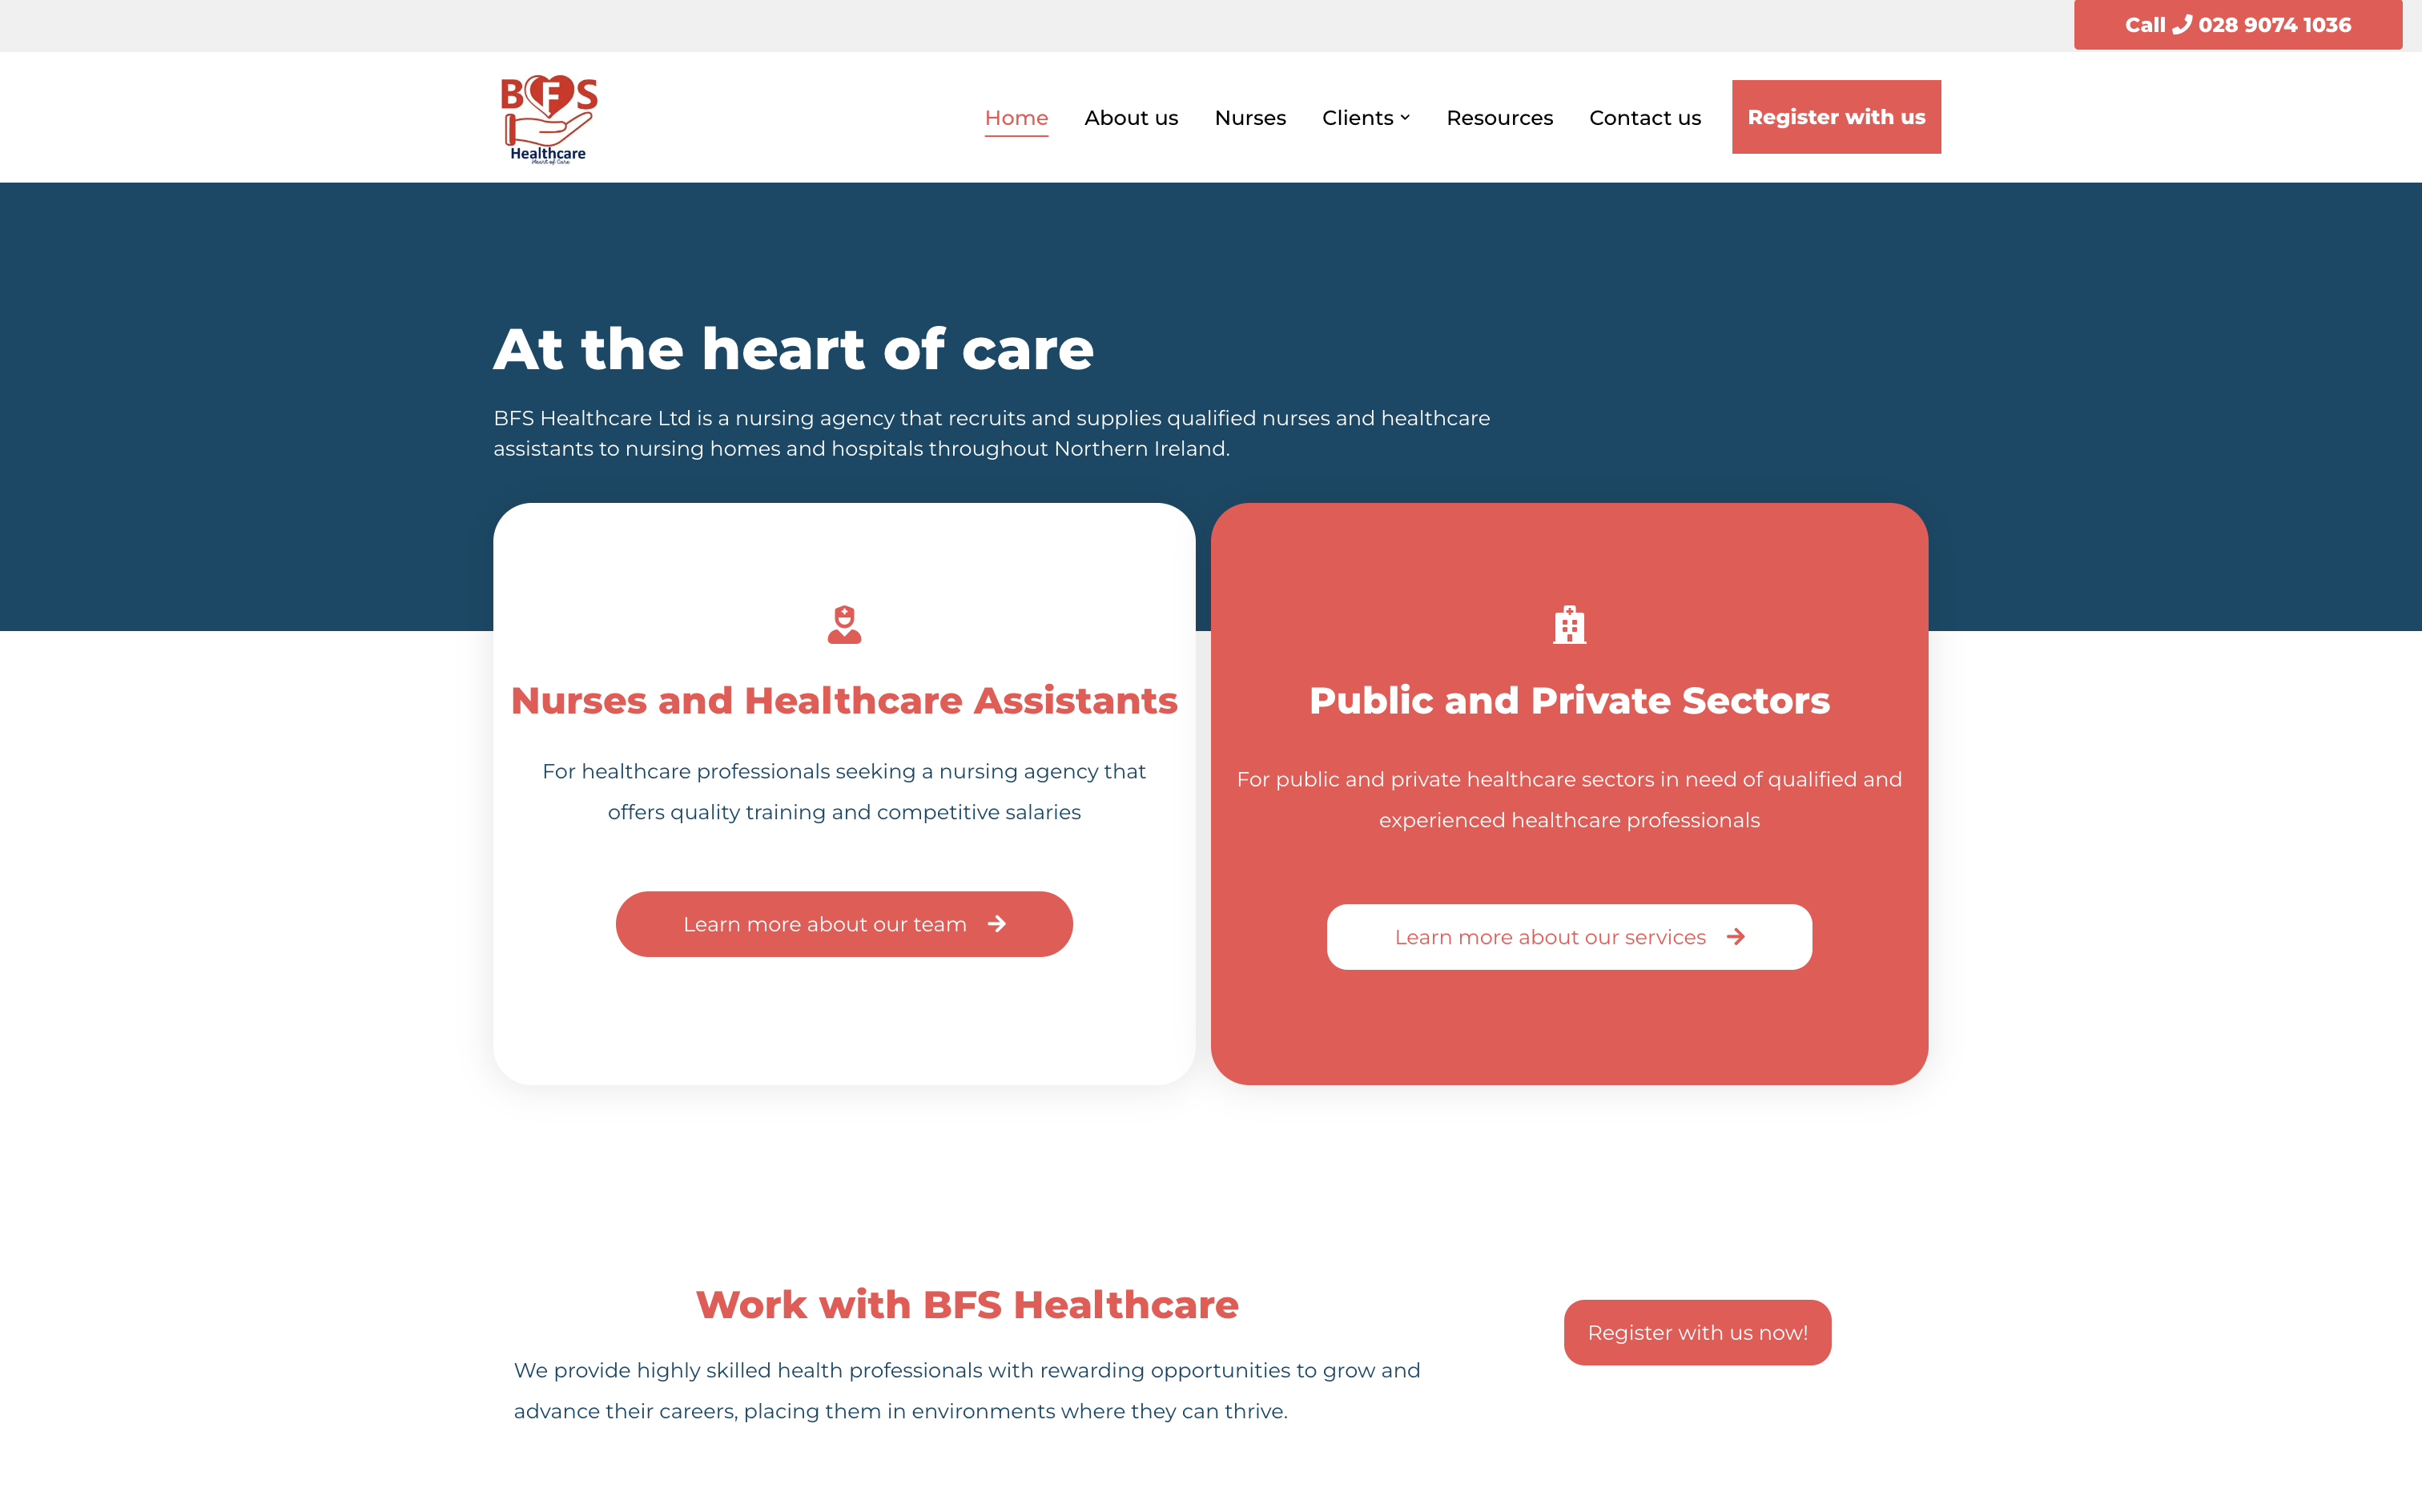 Call 028 9074 1036
BFS
Healthcare
Heart of Care
Home
About us
Nurses
Clients
Resources
Contact us
Register with us
At the heart of care
BFS Healthcare Ltd is a nursing agency that recruits and supplies qualified nurses and healthcare
assistants to nursing homes and hospitals throughout Northern Ireland.
Nurses and Healthcare Assistants
For healthcare professionals seeking a nursing agency that
offers quality training and competitive salaries
Learn more about our team
Public and Private Sectors
For public and private healthcare sectors in need of qualified and
experienced healthcare professionals
Learn more about our services
Work with BFS Healthcare
We provide highly skilled health professionals with rewarding opportunities to grow and
advance their careers, placing them in environments where they can thrive.
Register with us now!